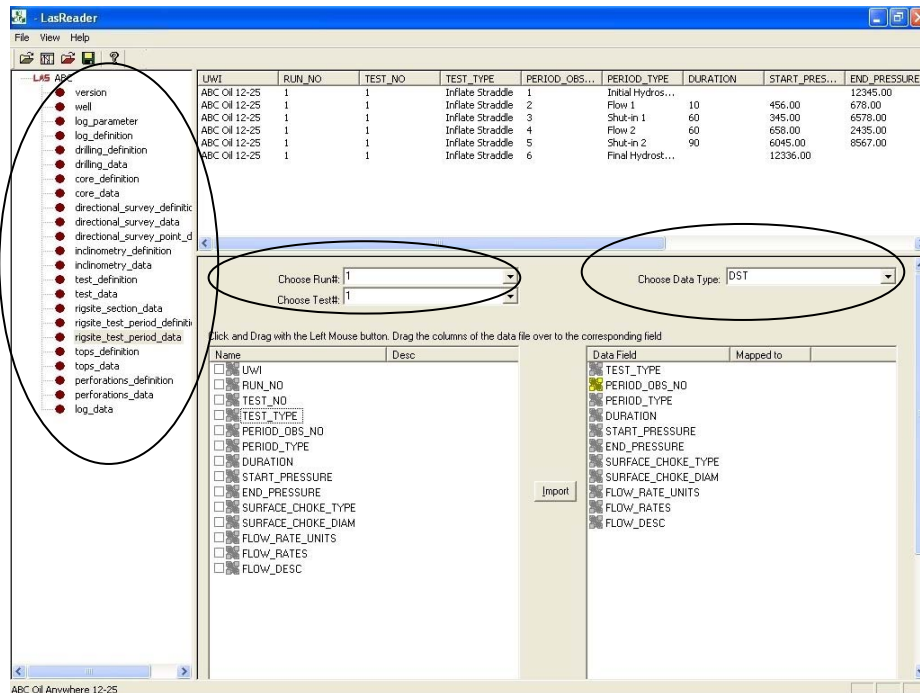 - LasReader
File View Help
LAS ABC
version
well
log_parameter
log_definition
drilling_definition
drilling_data
core_definition
core_data
directional_survey_definitic
directional_survey_data
directional_survey_point_d
inclinometry_definition
inclinometry_data
test_definition
test_data
rigsite_section_data
rigsite_test_period_definiti
rigsite_test_period_data
tops_definition
tops_data
perforations_definition
perforations_data
log_data
UWI RUN_NO TEST_NO TEST_TYPE PERIOD_OBS... PERIOD_TYPE DURATION START_PRES... END_PRESSURE
ABC Oil 12-25 1 1 Inflate Straddle 1 Initial Hydros... 12345.00
ABC Oil 12-25 1 1 Inflate Straddle 2 Flow 1 10 456.00 678.00
ABC Oil 12-25 1 1 Inflate Straddle 3 Shut-in 1 60 345.00 6578.00
ABC Oil 12-25 1 1 Inflate Straddle 4 Flow 2 60 658.00 2435.00
ABC Oil 12-25 1 1 Inflate Straddle 5 Shut-in 2 90 6045.00 8567.00
ABC Oil 12-25 1 1 Inflate Straddle 6 Final Hydrost... 12336.00
Choose Run#: 1
Choose Test#: 1
Choose Data Type: DST
Click and Drag with the Left Mouse button. Drag the columns of the data file over to the corresponding field
Name Desc
UWI
RUN_NO
TEST_NO
TEST_TYPE
PERIOD_OBS_NO
PERIOD_TYPE
DURATION
START_PRESSURE
END_PRESSURE
SURFACE_CHOKE_TYPE
SURFACE_CHOKE_DIAM
FLOW_RATE_UNITS
FLOW_RATES
FLOW_DESC
Import
Data Field Mapped to
TEST_TYPE
PERIOD_OBS_NO
PERIOD_TYPE
DURATION
START_PRESSURE
END_PRESSURE
SURFACE_CHOKE_TYPE
SURFACE_CHOKE_DIAM
FLOW_RATE_UNITS
FLOW_RATES
FLOW_DESC
ABC Oil Anywhere 12-25